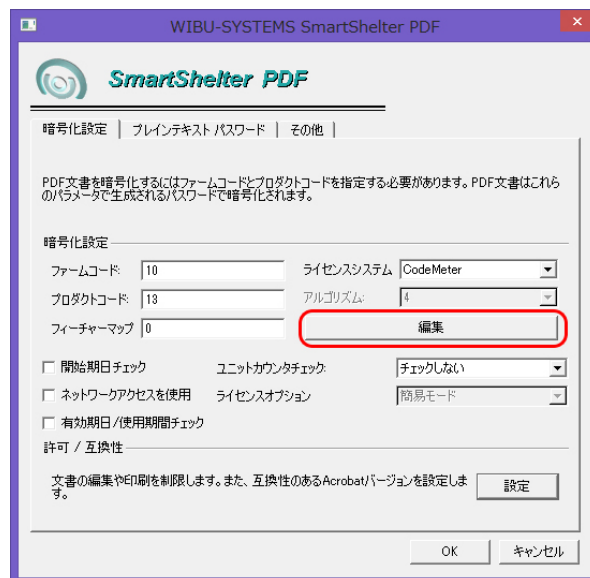 WIBU-SYSTEMS SmartShelter PDF
SmartShelter PDF
暗号化設定 プレインテキスト パスワード その他
PDF文書を暗号化するにはファームコードとプロダクトコードを指定する必要があります。PDF文書はこれら
のパラメータで生成されるパスワードで暗号化されます。
暗号化設定
ファームコード: 10 ライセンスシステム CodeMeter
プロダクトコード: 13 アルゴリズム: 4
フィーチャーマップ 0 編集
開始期日チェック ユニットカウンタチェック: チェックしない
ネットワークアクセスを使用 ライセンスオプション 簡易モード
有効期日/使用期間チェック
許可 / 互換性
文書の編集や印刷を制限します。また、互換性のあるAcrobatバージョンを設定しま
す。 設定
OK キャンセル